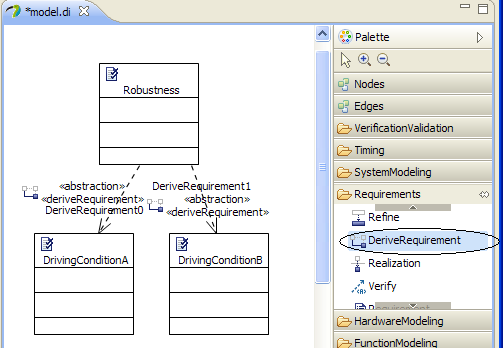 *model.di
Palette
Nodes
Edges
VerificationValidation
Timing
SystemModeling
Requirements
Refine
DeriveRequirement
Realization
Verify
Requirement
HardwareModeling
FunctionModeling
Robustness
«abstraction»
«deriveRequirement»
DeriveRequirement0
DeriveRequirement1
«abstraction»
«deriveRequirement»
DrivingConditionA
DrivingConditionB